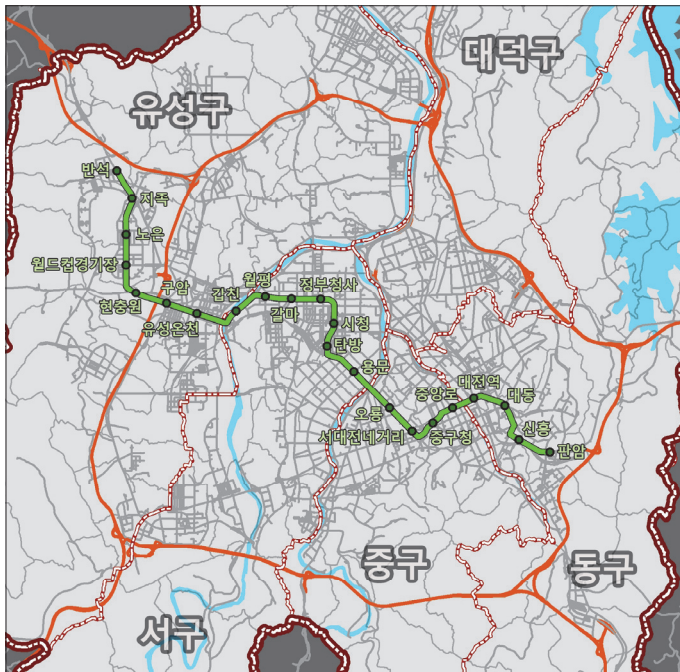 대덕구
유성구
반석
지족
노은
월드컵경기장
현충원
구암
유성온천
갑천
월평
갈마
정부청사
시청
탄방
용문
오룡
서대전네거리
중구청
중앙로
대전역
대동
신흥
판암
중구
동구
서구